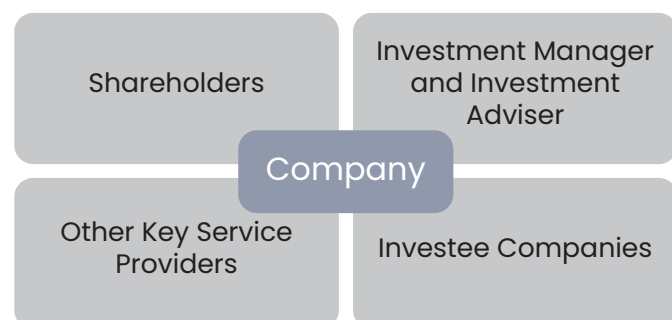 Shareholders
Investment Manager
and Investment
Adviser
Company
Other Key Service
Providers
Investee Companies